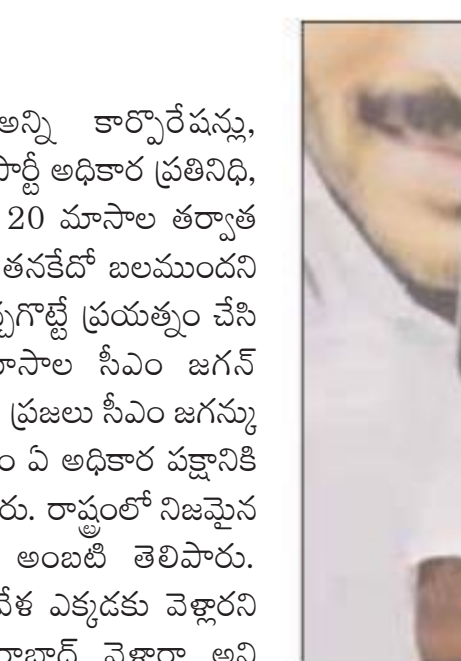 అన్ని కార్పొరేషన్లు,
పార్టీ అధికార ప్రతినిధి,
20 మాసాల తర్వాత
తనకేదో బలముందని
ప్రయత్నం చేసి
సీఎం జగన్
ప్రజలు సీఎం జగన్కు
ఏ అధికార పక్షానికి
రాష్ట్రంలో నిజమైన
అంబటి తెలిపారు.
ఎక్కడకు వెళ్లారని
వెళ్లారా అని